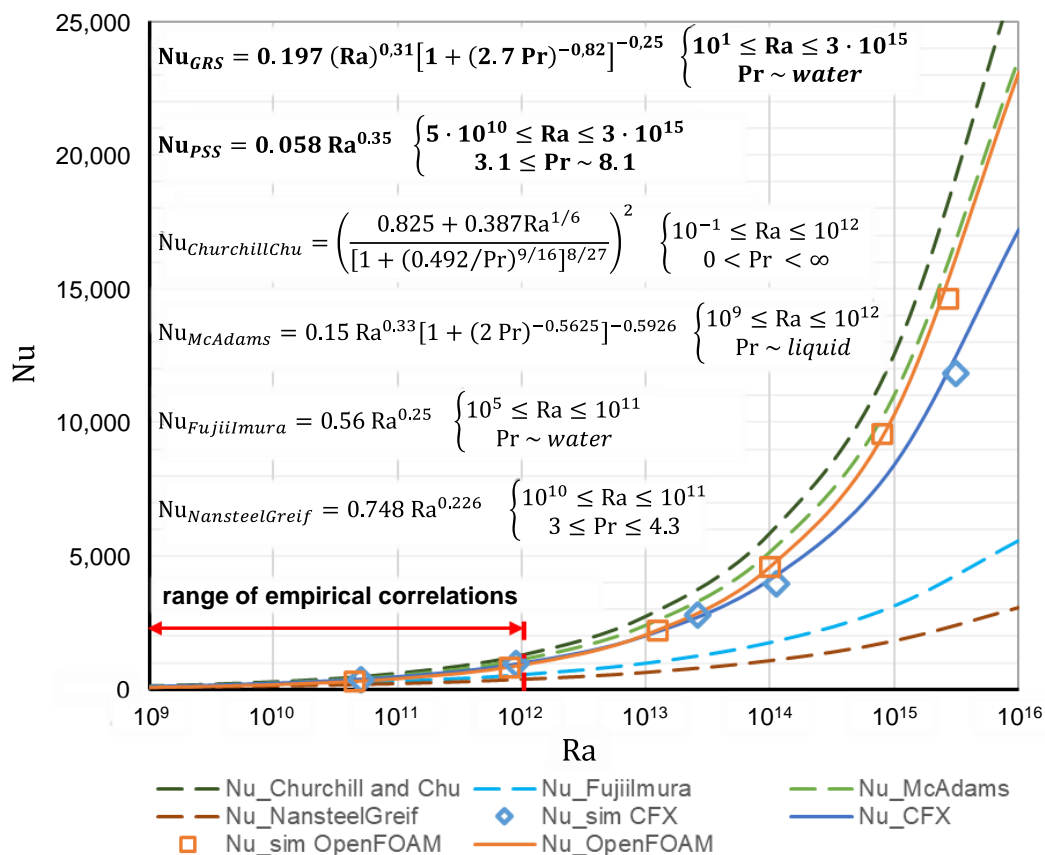 25,000
20,000
15,000
10,000
5,000
0
Nu
Nu_GRS = 0.197 (Ra)^0,31 [1 + (2.7 Pr)^−0,82]^−0,25 {10^1 ≤ Ra ≤ 3 · 10^15
Pr ~ water
Nu_PSS = 0.058 Ra^0.35 {5 · 10^10 ≤ Ra ≤ 3 · 10^15
3.1 ≤ Pr ~ 8.1
Nu_ChurchillChu = ((0.825 + 0.387Ra^1/6) / [1 + (0.492/Pr)^9/16]^8/27)^2 {10^−1 ≤ Ra ≤ 10^12
0 < Pr < ∞
Nu_McAdams = 0.15 Ra^0.33 [1 + (2 Pr)^−0.5625]^−0.5926 {10^9 ≤ Ra ≤ 10^12
Pr ~ liquid
Nu_FujiiImura = 0.56 Ra^0.25 {10^5 ≤ Ra ≤ 10^11
Pr ~ water
Nu_NansteelGreif = 0.748 Ra^0.226 {10^10 ≤ Ra ≤ 10^11
3 ≤ Pr ≤ 4.3
range of empirical correlations
10^9 10^10 10^11 10^12 10^13 10^14 10^15 10^16
Ra
Nu_Churchill and Chu Nu_FujiiImura Nu_McAdams
Nu_NansteelGreif Nu_sim CFX Nu_CFX
Nu_sim OpenFOAM Nu_OpenFOAM